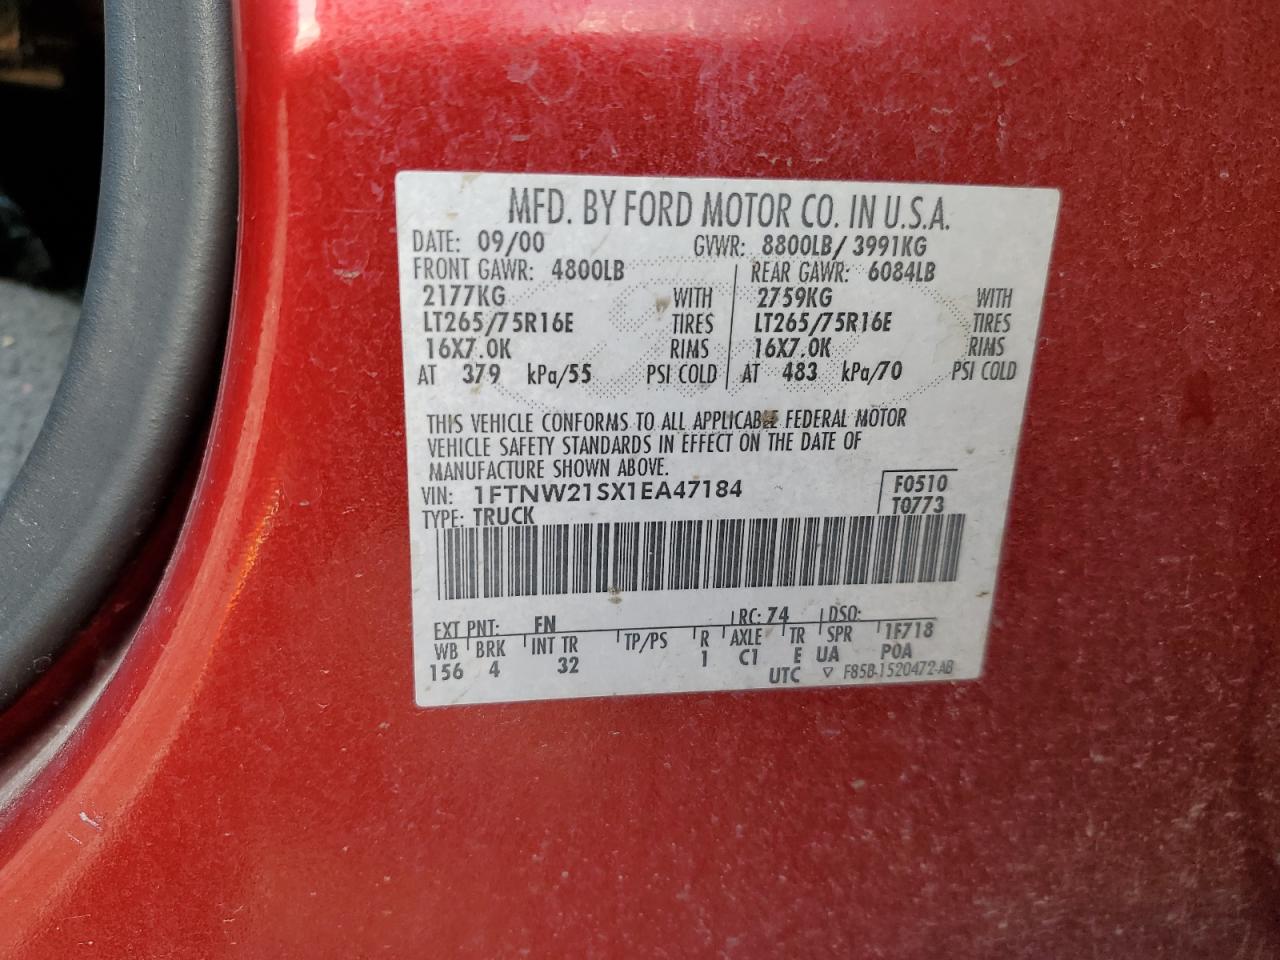 MFD. BY FORD MOTOR CO. IN U.S.A.
DATE: 09/00 GVWR: 8800LB/ 3991KG
FRONT GAWR: 4800LB REAR GAWR: 6084LB
2177KG WITH 2759KG WITH
LT265/75R16E TIRES LT265/75R16E TIRES
16X7.0K RIMS 16X7.0K RIMS
AT 379 kPa/55 PSI COLD AT 483 kPa/70 PSI COLD
THIS VEHICLE CONFORMS TO ALL APPLICABLE FEDERAL MOTOR
VEHICLE SAFETY STANDARDS IN EFFECT ON THE DATE OF
MANUFACTURE SHOWN ABOVE.
VIN: 1FTNW21SX1EA47184 F0510
TYPE: TRUCK T0773
EXT PNT: FN RC: 74 DSO:
WB BRK INT TR TP/PS R AXLE TR SPR 1F718
156 4 32 1 C1 E UA POA
UTC ▽ F85B-1520472-AB